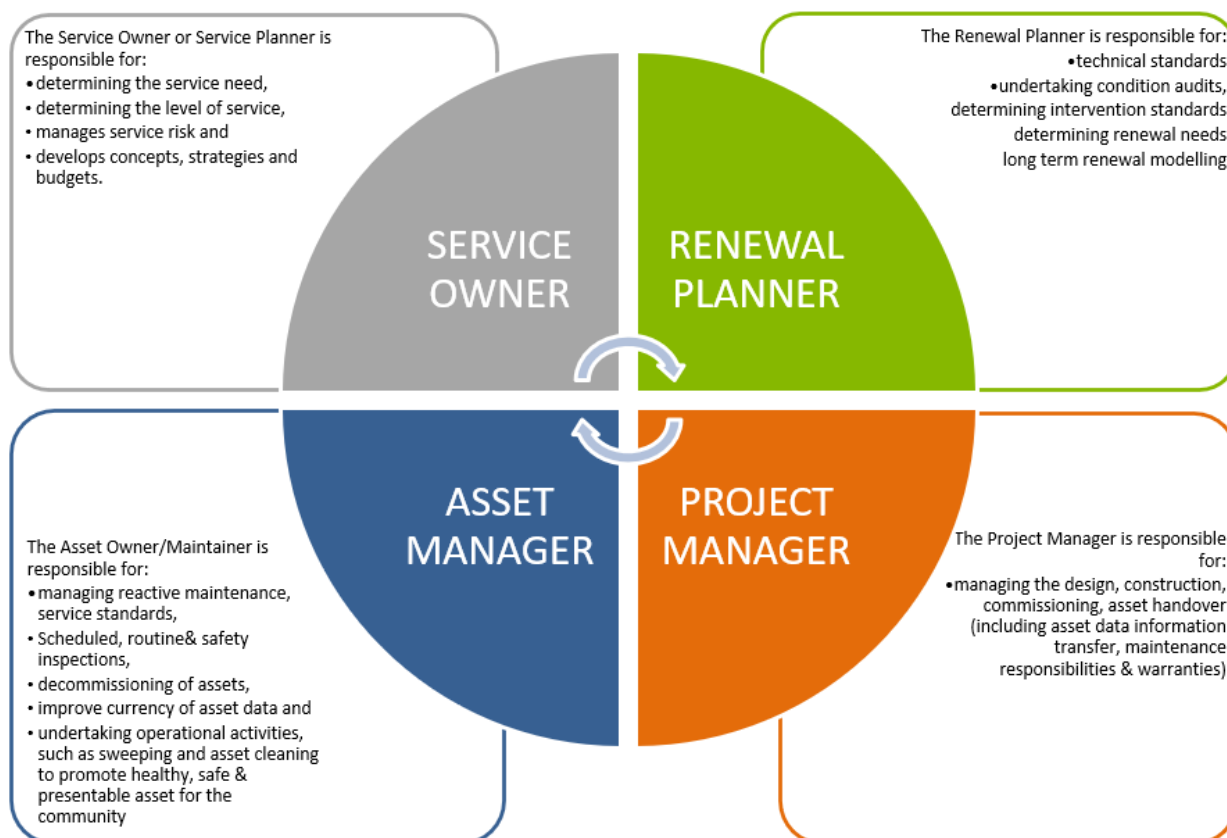 The Service Owner or Service Planner is
responsible for:
• determining the service need,
• determining the level of service,
• manages service risk and
• develops concepts, strategies and
budgets.
The Renewal Planner is responsible for:
•technical standards
•undertaking condition audits,
determining intervention standards
determining renewal needs
long term renewal modelling
SERVICE
OWNER
RENEWAL
PLANNER
ASSET
MANAGER
PROJECT
MANAGER
The Asset Owner/Maintainer is
responsible for:
•managing reactive maintenance,
service standards,
• Scheduled, routine& safety
inspections,
• decommissioning of assets,
• improve currency of asset data and
• undertaking operational activities,
such as sweeping and asset cleaning
to promote healthy, safe &
presentable asset for the
community
The Project Manager is responsible
for:
•managing the design, construction,
commissioning, asset handover
(including asset data information
transfer, maintenance
responsibilities & warranties)